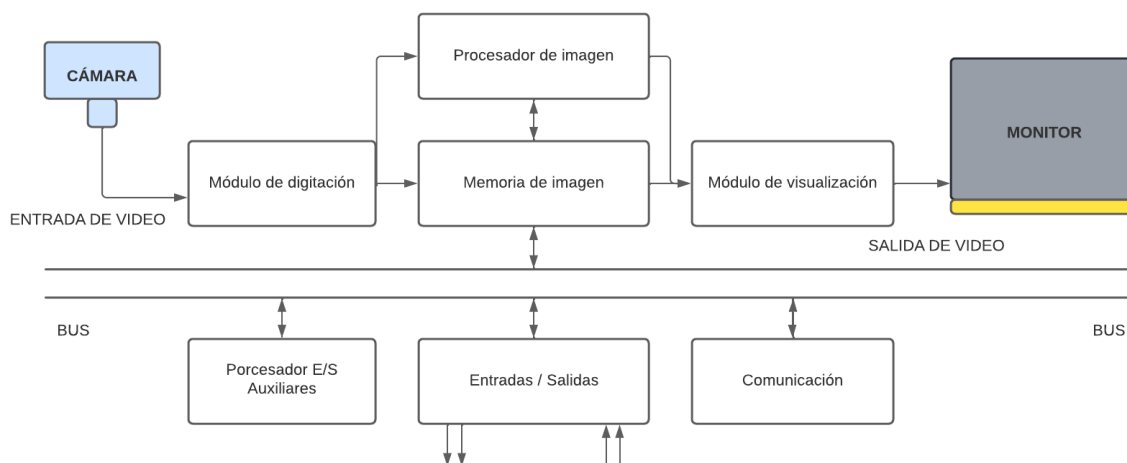 Procesador de imagen
CÁMARA
MONITOR
Módulo de digitación
Memoria de imagen
Módulo de visualización
ENTRADA DE VIDEO
SALIDA DE VIDEO
BUS
BUS
Porcesador E/S
Auxiliares
Entradas / Salidas
Comunicación